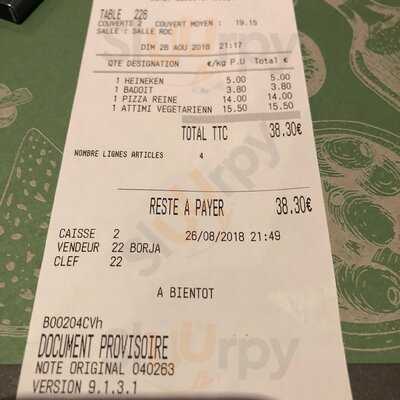 TABLE 226
COUVERTS 2 COUVERT MOYEN : 19.15
SALLE : SALLE RDC
DIM 26 AOU 2018 21:17
QTE DESIGNATION €/kg P.U Total €
1 HEINEKEN 5.00 5.00
1 BADOIT 3.80 3.80
1 PIZZA REINE 14.00 14.00
1 ATTIMI VEGETARIENN 15.50 15.50
TOTAL TTC 38.30€
NOMBRE LIGNES ARTICLES 4
RESTE A PAYER 38.30€
CAISSE 2 26/08/2018 21:49
VENDEUR 22 BORJA
CLEF 22
A BIENTOT
B00204CVh
DOCUMENT PROVISOIRE
NOTE ORIGINAL 040263
VERSION 9.1.3.1